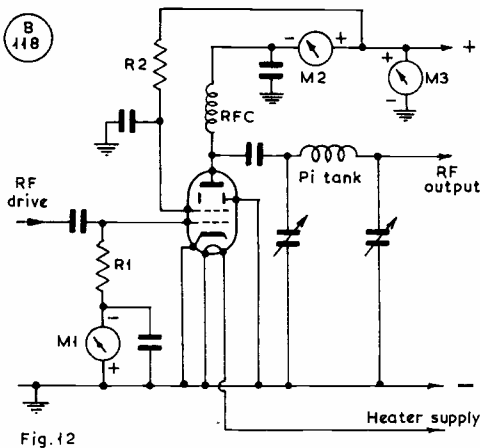 B
118
R2
-
+
M2
+
+
M3
-
RFC
RF
drive
Pi tank
RF
output
R1
-
M1
+
-
Heater supply
Fig.12